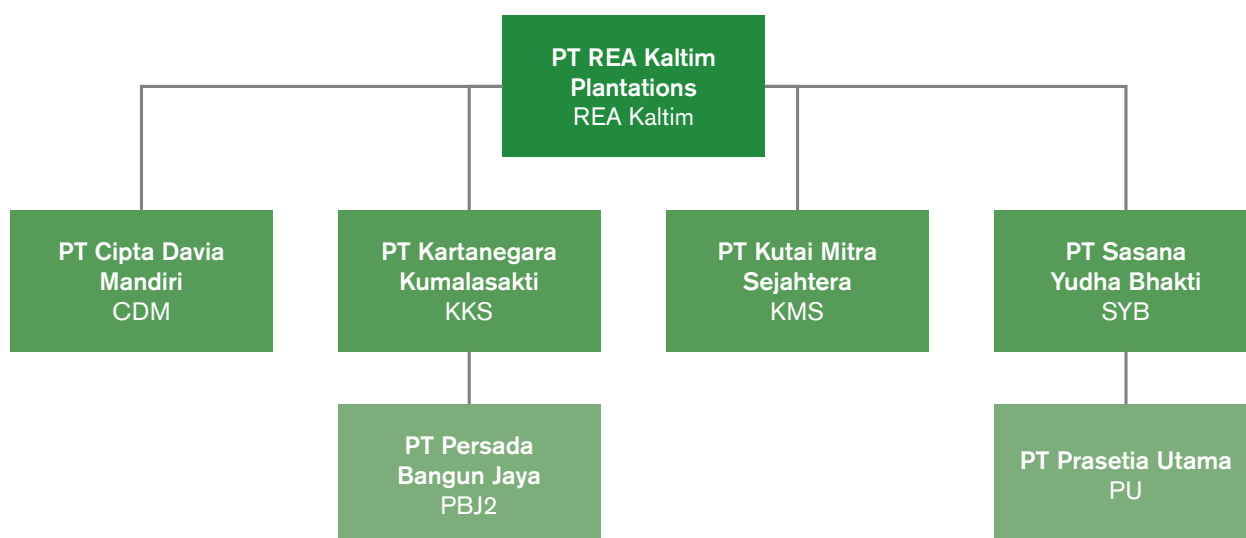 PT REA Kaltim
Plantations
REA Kaltim
PT Cipta Davia
Mandiri
CDM
PT Kartanegara
Kumalasakti
KKS
PT Kutai Mitra
Sejahtera
KMS
PT Sasana
Yudha Bhakti
SYB
PT Persada
Bangun Jaya
PBJ2
PT Prasetia Utama
PU